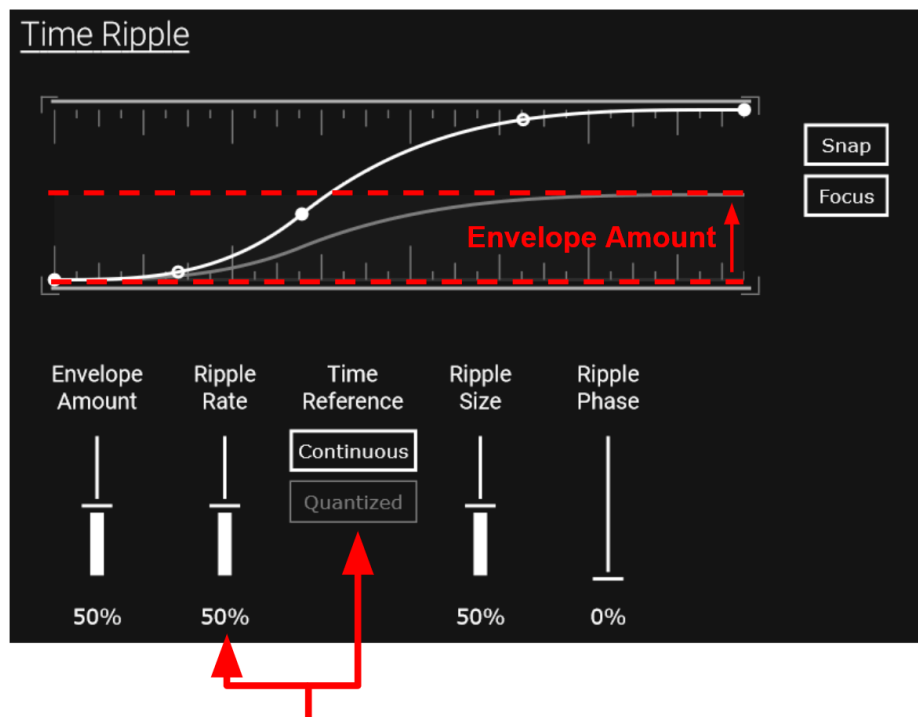 Time Ripple
Snap
Focus
Envelope Amount
Envelope
Amount
Ripple
Rate
Time
Reference
Ripple
Size
Ripple
Phase
Continuous
Quantized
50%
50%
50%
0%